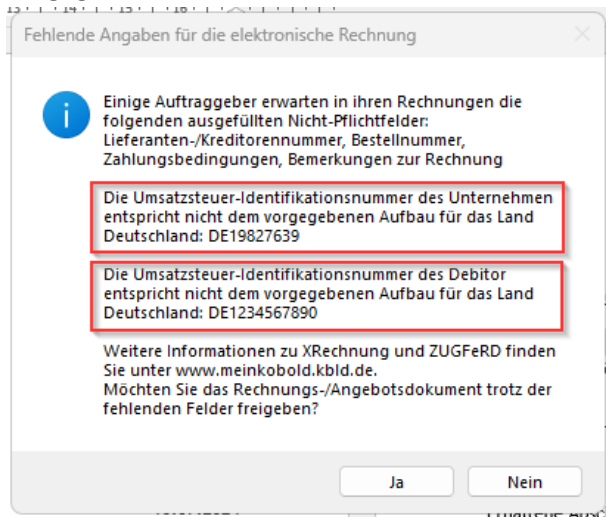 13 14 15 16
Fehlende Angaben für die elektronische Rechnung
Einige Auftraggeber erwarten in ihren Rechnungen die
folgenden ausgefüllten Nicht-Pflichtfelder:
Lieferanten-/Kreditorennummer, Bestellnummer,
Zahlungsbedingungen, Bemerkungen zur Rechnung
Die Umsatzsteuer-Identifikationsnummer des Unternehmen
entspricht nicht dem vorgegebenen Aufbau für das Land
Deutschland: DE19827639
Die Umsatzsteuer-Identifikationsnummer des Debitor
entspricht nicht dem vorgegebenen Aufbau für das Land
Deutschland: DE1234567890
Weitere Informationen zu XRechnung und ZUGFeRD finden
Sie unter www.meinkobold.kbld.de.
Möchten Sie das Rechnungs-/Angebotsdokument trotz der
fehlenden Felder freigeben?
Ja Nein